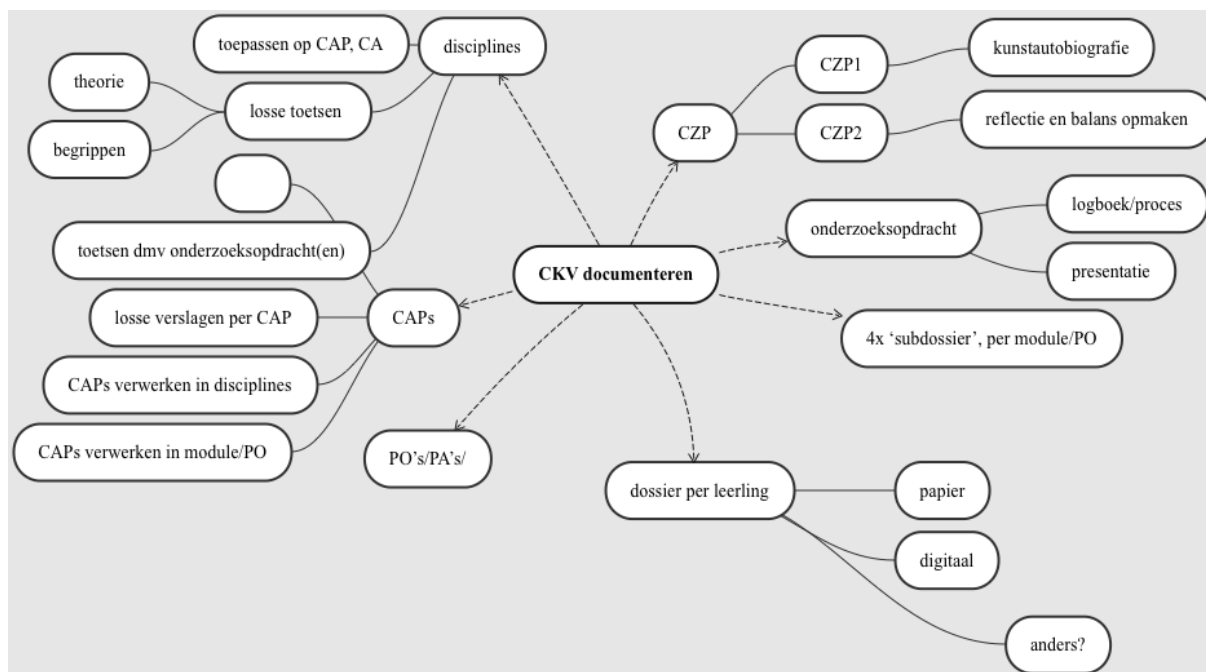 toepassen op CAP, CA
disciplines
theorie
losse toetsen
begrippen
toetsen dmv onderzoeksopdracht(en)
losse verslagen per CAP
CAPs
CAPs verwerken in disciplines
CAPs verwerken in module/PO
PO’s/PA’s/
CKV documenteren
CZP
CZP1
kunstautobiografie
CZP2
reflectie en balans opmaken
onderzoeksopdracht
logboek/proces
presentatie
4x ‘subdossier’, per module/PO
dossier per leerling
papier
digitaal
anders?